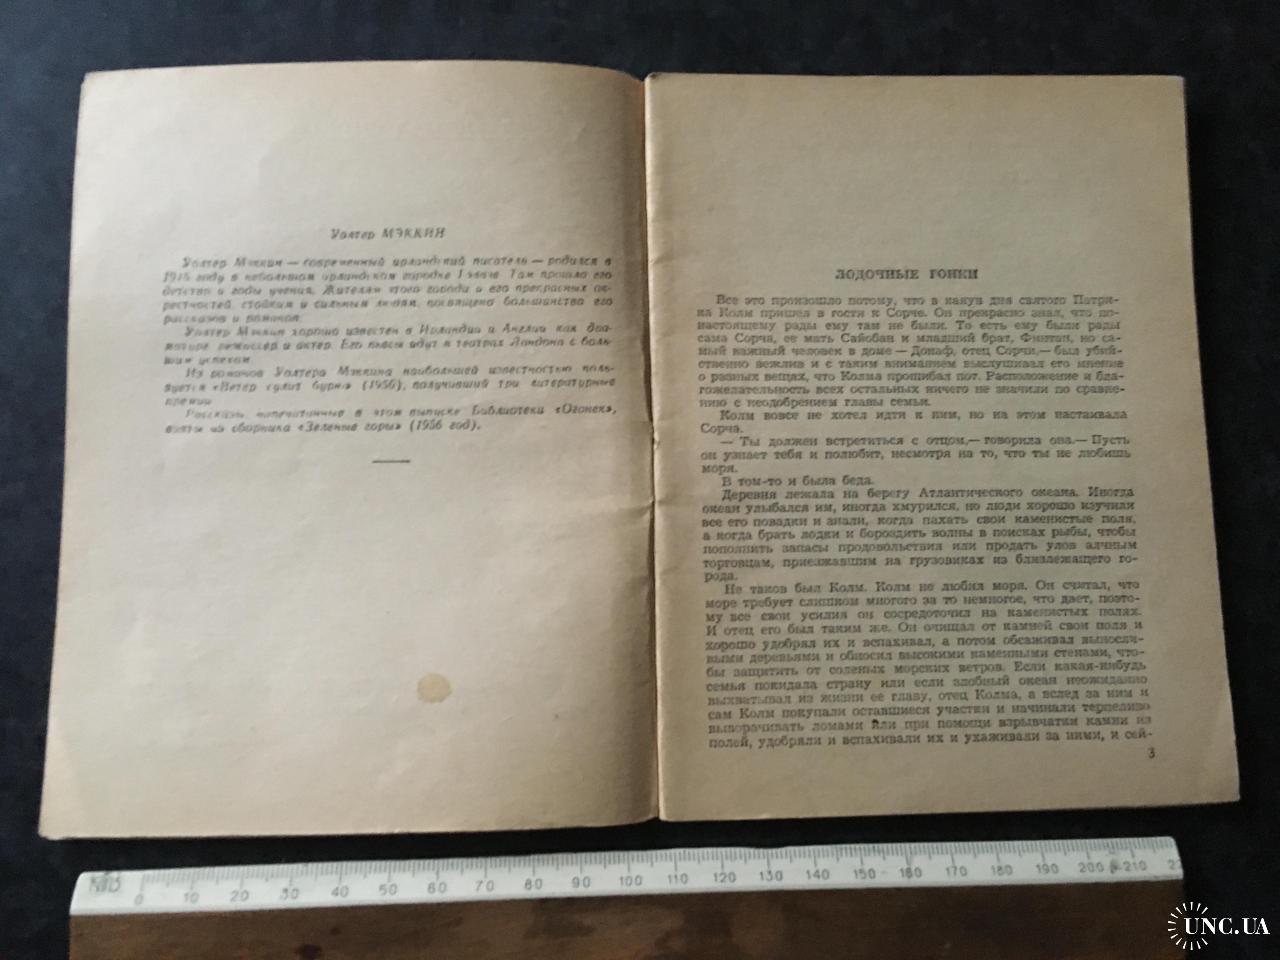 Уолтер МЭККИН
Уолтер Мэккин — современный ирландский писатель — родился в
1915 году в небольшом ирландском городке Голвее. Там прошло его
детство и годы учения. Жителям этого города и его прекрасных ок-
рестностей, стойким и сильным людям, посвящено большинство его
рассказов и романов.
Уолтер Мэккин хорошо известен в Ирландии и Англии как дра-
матург, режиссер и актер. Его пьесы идут в театрах Лондона с боль-
шим успехом.
Из романов Уолтера Мэккина наибольшей известностью поль-
зуется «Ветер сулит бурю» (1956), получивший три литературные
премии.
Рассказы, напечатанные в этом выпуске Библиотеки «Огонек»,
взяты из сборника «Зеленые горы» (1956 год).
ЛОДОЧНЫЕ ГОНКИ
Все это произошло потому, что в канун дня святого Патри-
ка Колм пришел в гости к Сорче. Он прекрасно знал, что по-
настоящему рады ему там не были. То есть ему были рады
сама Сорча, ее мать Сайобан и младший брат, Финтан, но са-
мый важный человек в доме — Донаф, отец Сорчи,— был убий-
ственно вежлив и с таким вниманием выслушивал его мнение
о разных вещах, что Колма прошибал пот. Расположение и бла-
гожелательность всех остальных ничего не значили по сравне-
нию с неодобрением главы семьи.
Колм вовсе не хотел идти к ним, но на этом настаивала
Сорча.
— Ты должен встретиться с отцом,— говорила она.— Пусть
он узнает тебя и полюбит, несмотря на то, что ты не любишь
моря.
В том-то и была беда.
Деревня лежала на берегу Атлантического океана. Иногда
океан улыбался им, иногда хмурился, но люди хорошо изучили
все его повадки и знали, когда пахать свои каменистые поля,
а когда брать лодки и бороздить волны в поисках рыбы, чтобы
пополнить запасы продовольствия или продать улов алчным
торговцам, приезжавшим на грузовиках из близлежащего го-
рода.
Не таков был Колм. Колм не любил моря. Он считал, что
море требует слишком многого за то немногое, что дает, поэто-
му все свои усилия он сосредоточил на каменистых полях.
И отец его был таким же. Он очищал от камней свои поля и
хорошо удобрял их и вспахивал, а потом обсаживал выносли-
выми деревьями и обносил высокими каменными стенами, что-
бы защитить от соленых морских ветров. Если какая-нибудь
семья покидала страну или если злобный океан неожиданно
выхватывал из жизни ее главу, отец Колма, а вслед за ним и
сам Колм покупали оставшиеся участки и начинали терпеливо
выворачивать ломами или при помощи взрывчатки камни из
полей, удобряли и вспахивали их и ухаживали за ними, и сей-
3
0 10 20 30 40 50 60 70 80 90 100 110 120 130 140 150 160 170 180 190 200 210
UNC.UA